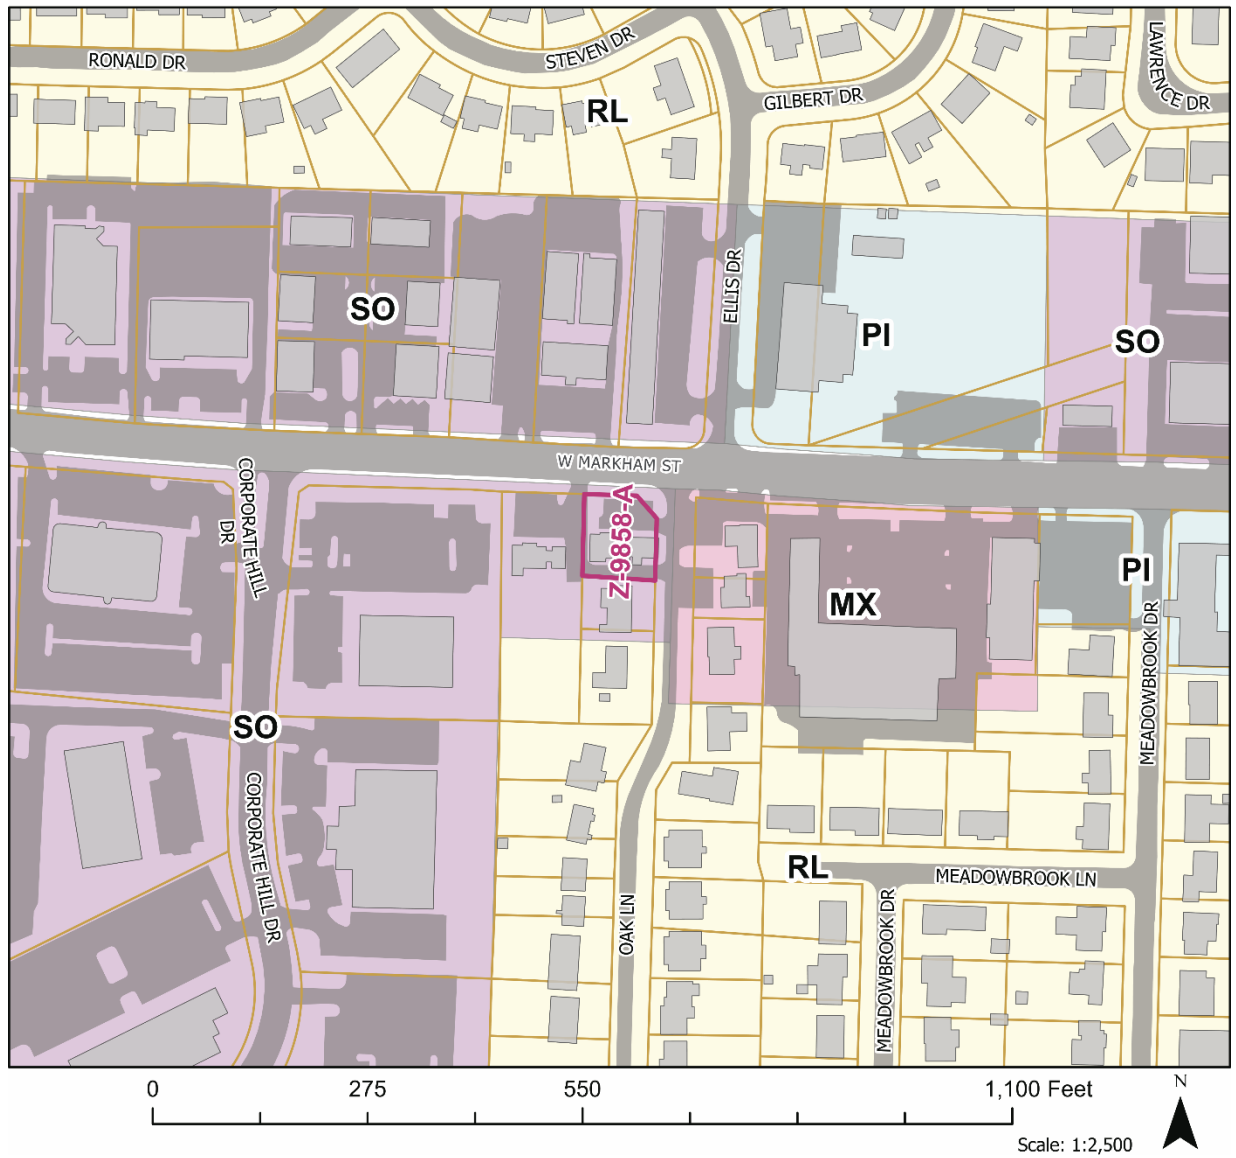 RONALD DR
STEVEN DR
LAWRENCE DR
GILBERT DR
RL
ELLIS DR
SO
PI
SO
W MARKHAM ST
CORPORATE HILL
DR
Z-9858-A
PI
MX
MEADOWBROOK DR
SO
CORPORATE HILL DR
RL
MEADOWBROOK LN
OAK LN
MEADOWBROOK DR
0 275 550 1,100 Feet
N
Scale: 1:2,500